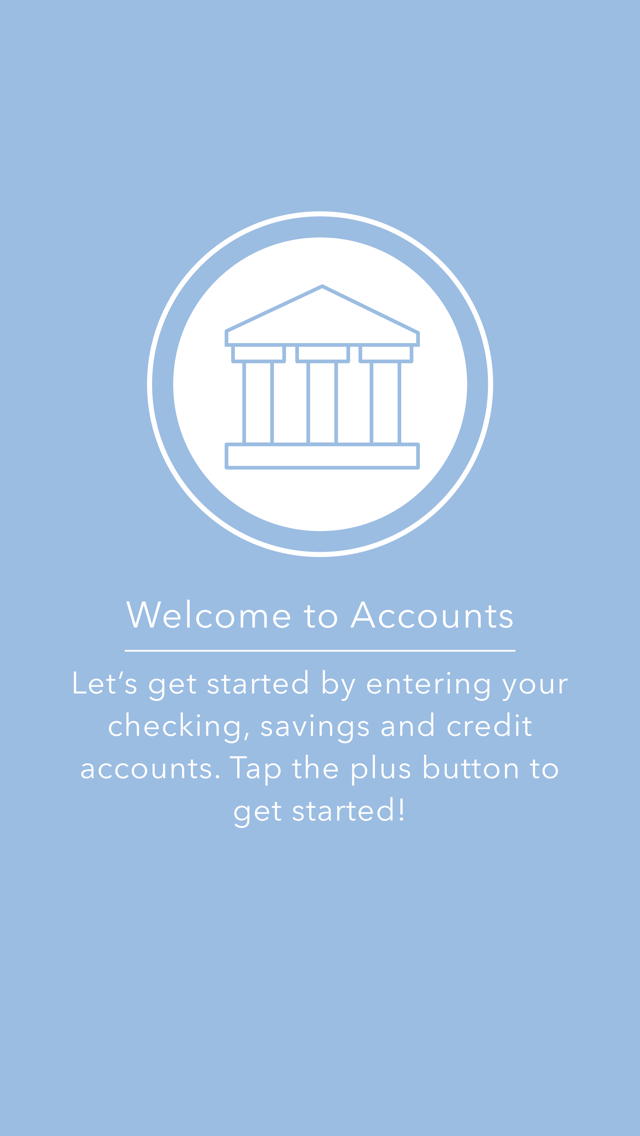 Welcome to Accounts
Let‘s get started by entering your
checking, savings and credit
accounts. Tap the plus button to
get started!